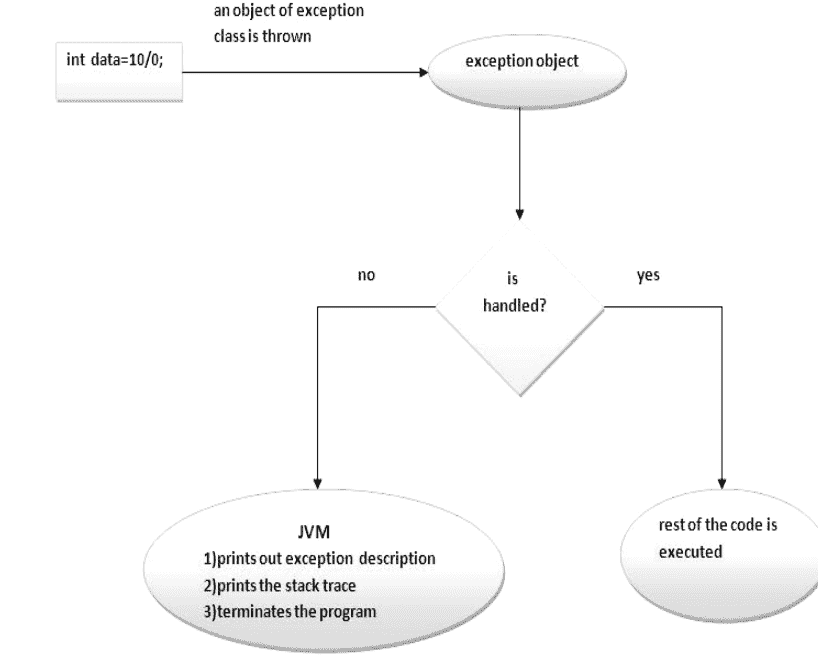 an object of exception
class is thrown
int data=10/0;
exception object
no
is
handled?
yes
JVM
1)prints out exception description
2)prints the stack trace
3)terminates the program
rest of the code is
executed